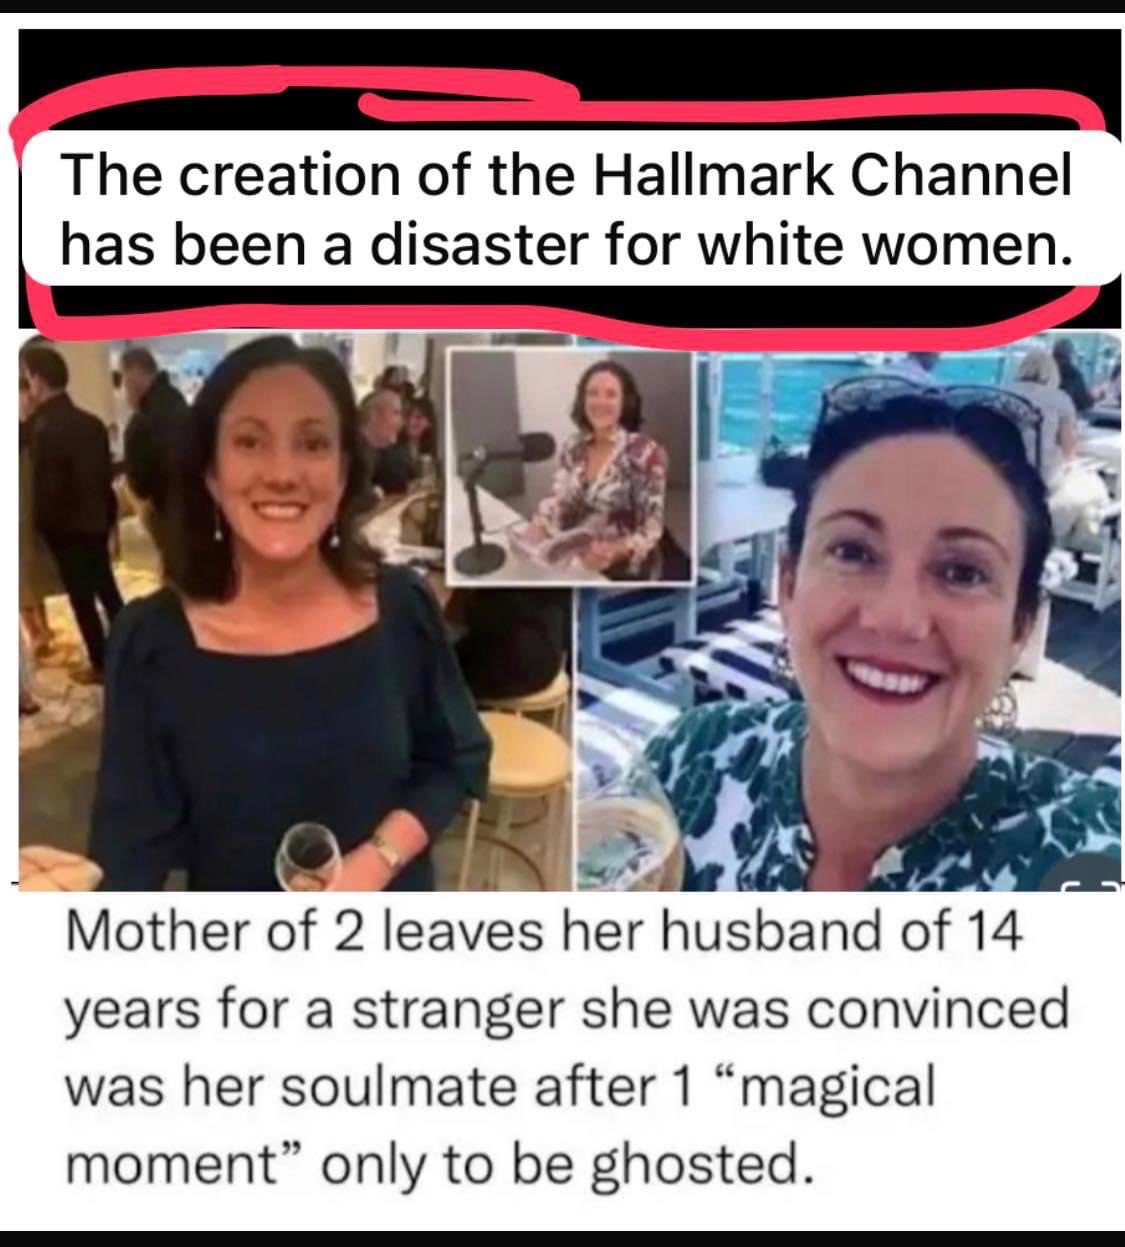 The creation of the Hallmark Channel
has been a disaster for white women.
Mother of 2 leaves her husband of 14
years for a stranger she was convinced
was her soulmate after 1 “magical
moment” only to be ghosted.